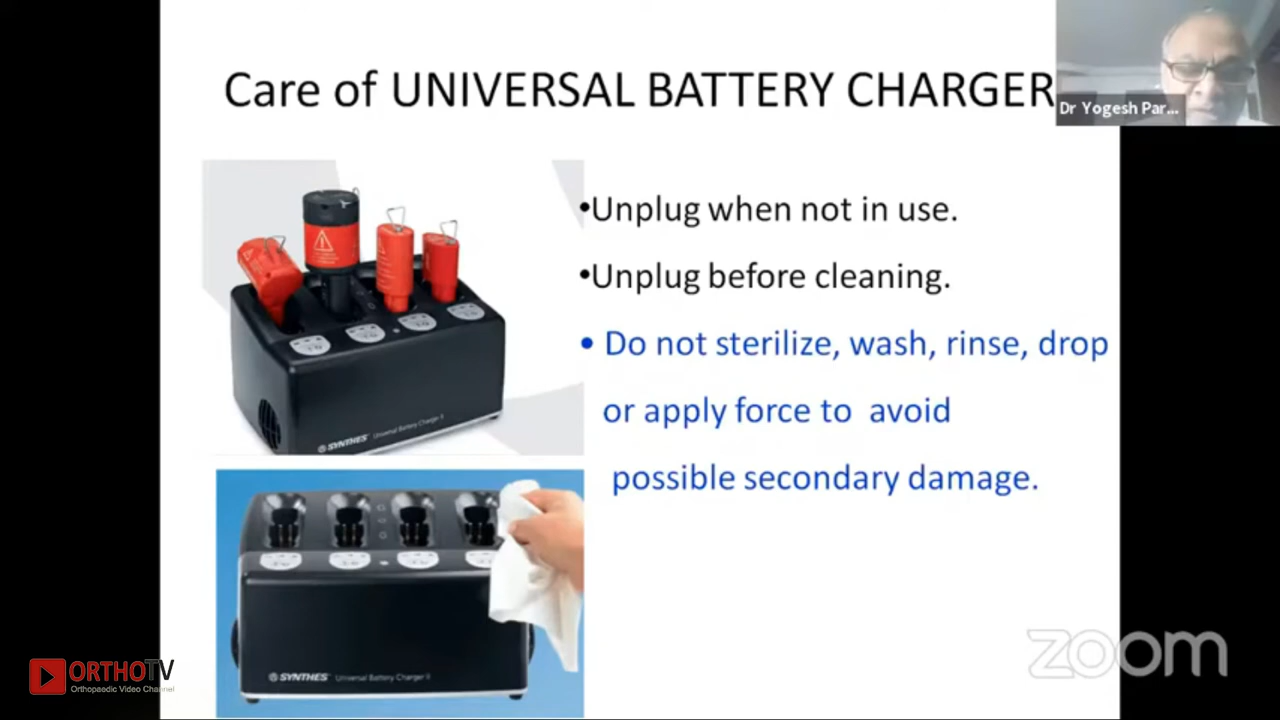 Care of UNIVERSAL BATTERY CHARGER
Dr Yogesh Par...
•Unplug when not in use.
•Unplug before cleaning.
• Do not sterilize, wash, rinse, drop
or apply force to avoid
possible secondary damage.
SYNTHES Universal Battery Charger II
SYNTHES Universal Battery Charger II
ORTHOTV
Orthopaedic Video Channel
zoom